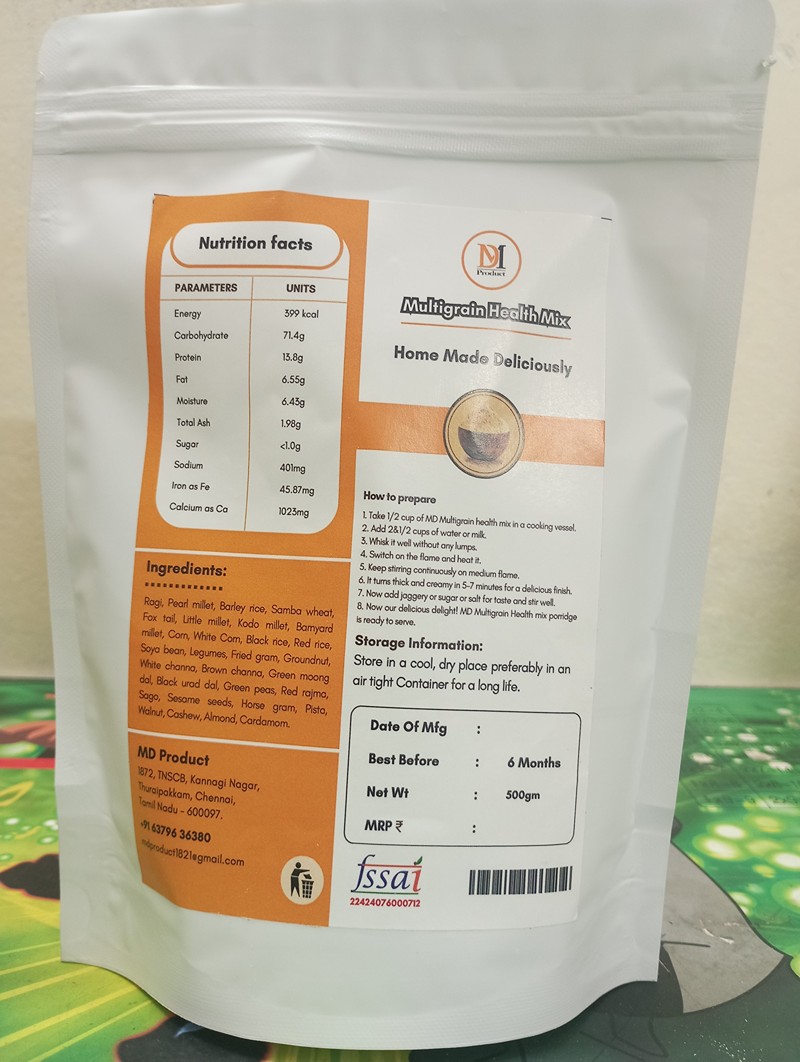 Nutrition facts
PARAMETERS UNITS
Energy 399 kcal
Carbohydrate 71.4g
Protein 13.8g
Fat 6.55g
Moisture 6.43g
Total Ash 1.98g
Sugar <1.0g
Sodium 401mg
Iron as Fe 45.87mg
Calcium as Ca 1023mg
Ingredients:
Ragi, Pearl millet, Barley rice, Samba wheat,
Fox tail, Little millet, Kodo millet, Barnyard
millet, Corn, White Corn, Black rice, Red rice,
Soya bean, Legumes, Fried gram, Groundnut,
White channa, Brown channa, Green moong
dal, Black urad dal, Green peas, Red rajma,
Sago, Sesame seeds, Horse gram, Pista,
Walnut, Cashew, Almond, Cardamom.
MD Product
1872, TNSCB, Kannagi Nagar,
Thuraipakkam, Chennai,
Tamil Nadu - 600097.
+91 63796 36380
mdproduct1821@gmail.com
DM
Product
Multigrain Health Mix
Home Made Deliciously
How to prepare
1. Take 1/2 cup of MD Multigrain health mix in a cooking vessel.
2. Add 2&1/2 cups of water or milk.
3. Whisk it well without any lumps.
4. Switch on the flame and heat it.
5. Keep stirring continuously on medium flame.
6. It turns thick and creamy in 5-7 minutes for a delicious finish.
7. Now add jaggery or sugar or salt for taste and stir well.
8. Now our delicious delight! MD Multigrain Health mix porridge
is ready to serve.
Storage Information:
Store in a cool, dry place preferably in an
air tight Container for a long life.
Date Of Mfg :
Best Before : 6 Months
Net Wt : 500gm
MRP ₹ :
fssai
22424076000712